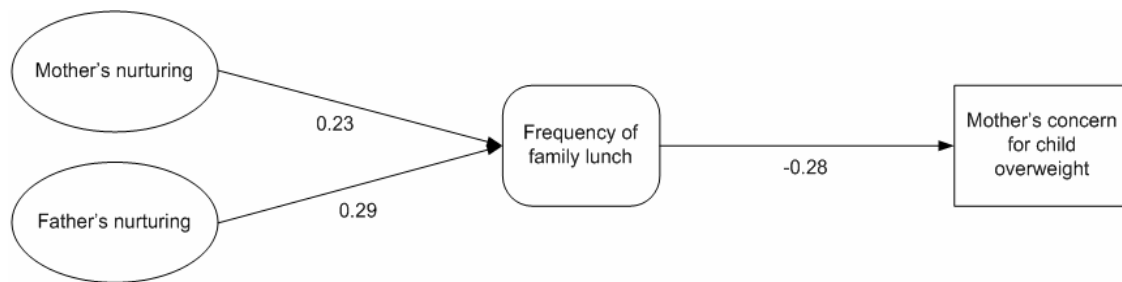 Mother's nurturing
0.23
Father's nurturing
0.29
Frequency of
family lunch
-0.28
Mother's concern
for child
overweight